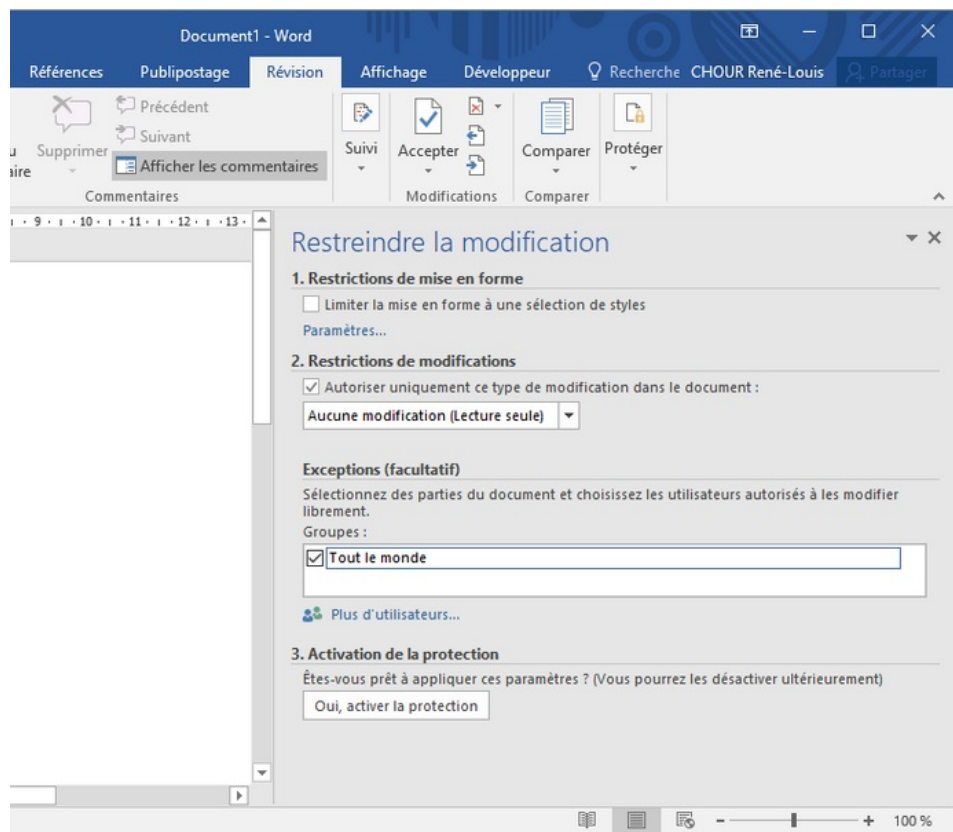 Document1 - Word
Références Publipostage Révision Affichage Développeur Recherche CHOUR René-Louis Partager
Précédent
Suivant
Supprimer
Afficher les commentaires
Commentaires
Suivi
Accepter
Modifications
Comparer
Comparer
Protéger
9 10 11 12 13
Restreindre la modification
1. Restrictions de mise en forme
Limiter la mise en forme à une sélection de styles
Paramètres...
2. Restrictions de modifications
Autoriser uniquement ce type de modification dans le document :
Aucune modification (Lecture seule)
Exceptions (facultatif)
Sélectionnez des parties du document et choisissez les utilisateurs autorisés à les modifier
librement.
Groupes :
Tout le monde
Plus d'utilisateurs...
3. Activation de la protection
Êtes-vous prêt à appliquer ces paramètres ? (Vous pourrez les désactiver ultérieurement)
Oui, activer la protection
100 %